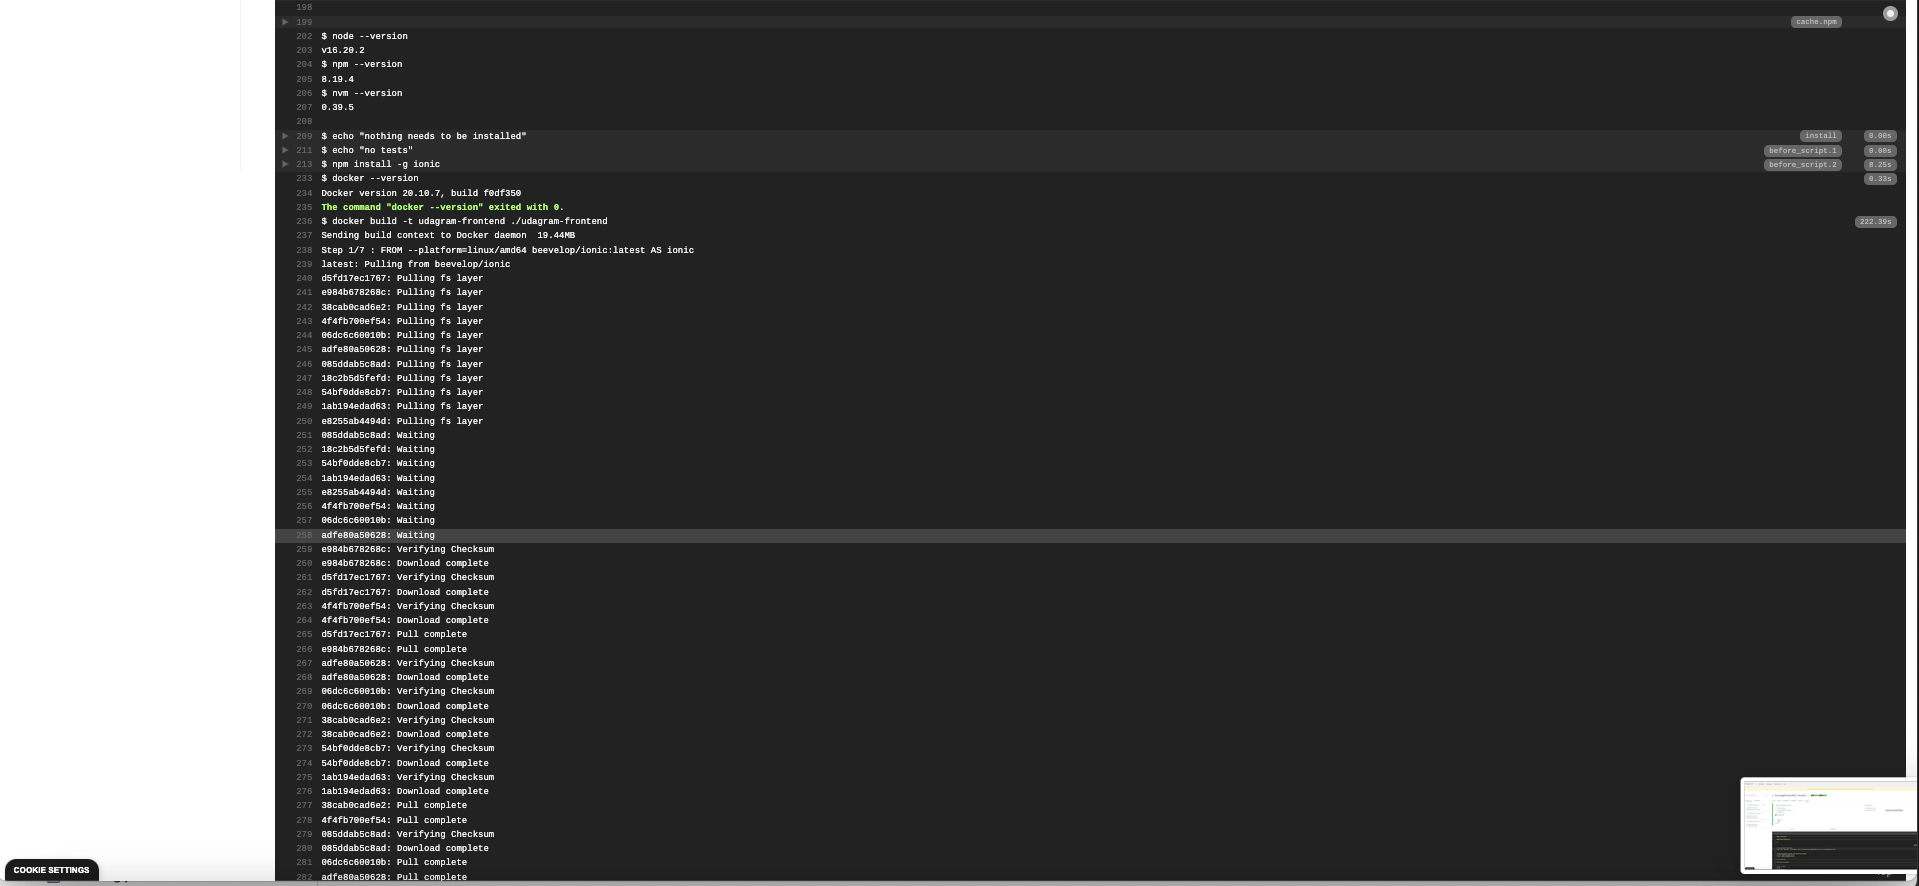 198
199 cache.npm
202 $ node --version
203 v16.20.2
204 $ npm --version
205 8.19.4
206 $ nvm --version
207 0.39.5
208
209 $ echo "nothing needs to be installed" install 0.00s
211 $ echo "no tests" before_script.1 0.00s
213 $ npm install -g ionic before_script.2 8.25s
233 $ docker --version 0.33s
234 Docker version 20.10.7, build f0df350
235 The command "docker --version" exited with 0.
236 $ docker build -t udagram-frontend ./udagram-frontend 222.39s
237 Sending build context to Docker daemon  19.44MB
238 Step 1/7 : FROM --platform=linux/amd64 beevelop/ionic:latest AS ionic
239 latest: Pulling from beevelop/ionic
240 d5fd17ec1767: Pulling fs layer
241 e984b678268c: Pulling fs layer
242 38cab0cad6e2: Pulling fs layer
243 4f4fb700ef54: Pulling fs layer
244 06dc6c60010b: Pulling fs layer
245 adfe80a50628: Pulling fs layer
246 085ddab5c8ad: Pulling fs layer
247 18c2b5d5fefd: Pulling fs layer
248 54bf0dde8cb7: Pulling fs layer
249 1ab194edad63: Pulling fs layer
250 e8255ab4494d: Pulling fs layer
251 085ddab5c8ad: Waiting
252 18c2b5d5fefd: Waiting
253 54bf0dde8cb7: Waiting
254 1ab194edad63: Waiting
255 e8255ab4494d: Waiting
256 4f4fb700ef54: Waiting
257 06dc6c60010b: Waiting
258 adfe80a50628: Waiting
259 e984b678268c: Verifying Checksum
260 e984b678268c: Download complete
261 d5fd17ec1767: Verifying Checksum
262 d5fd17ec1767: Download complete
263 4f4fb700ef54: Verifying Checksum
264 4f4fb700ef54: Download complete
265 d5fd17ec1767: Pull complete
266 e984b678268c: Pull complete
267 adfe80a50628: Verifying Checksum
268 adfe80a50628: Download complete
269 06dc6c60010b: Verifying Checksum
270 06dc6c60010b: Download complete
271 38cab0cad6e2: Verifying Checksum
272 38cab0cad6e2: Download complete
273 54bf0dde8cb7: Verifying Checksum
274 54bf0dde8cb7: Download complete
275 1ab194edad63: Verifying Checksum
276 1ab194edad63: Download complete
277 38cab0cad6e2: Pull complete
278 4f4fb700ef54: Pull complete
279 085ddab5c8ad: Verifying Checksum
280 085ddab5c8ad: Download complete
281 06dc6c60010b: Pull complete
282 adfe80a50628: Pull complete
COOKIE SETTINGS